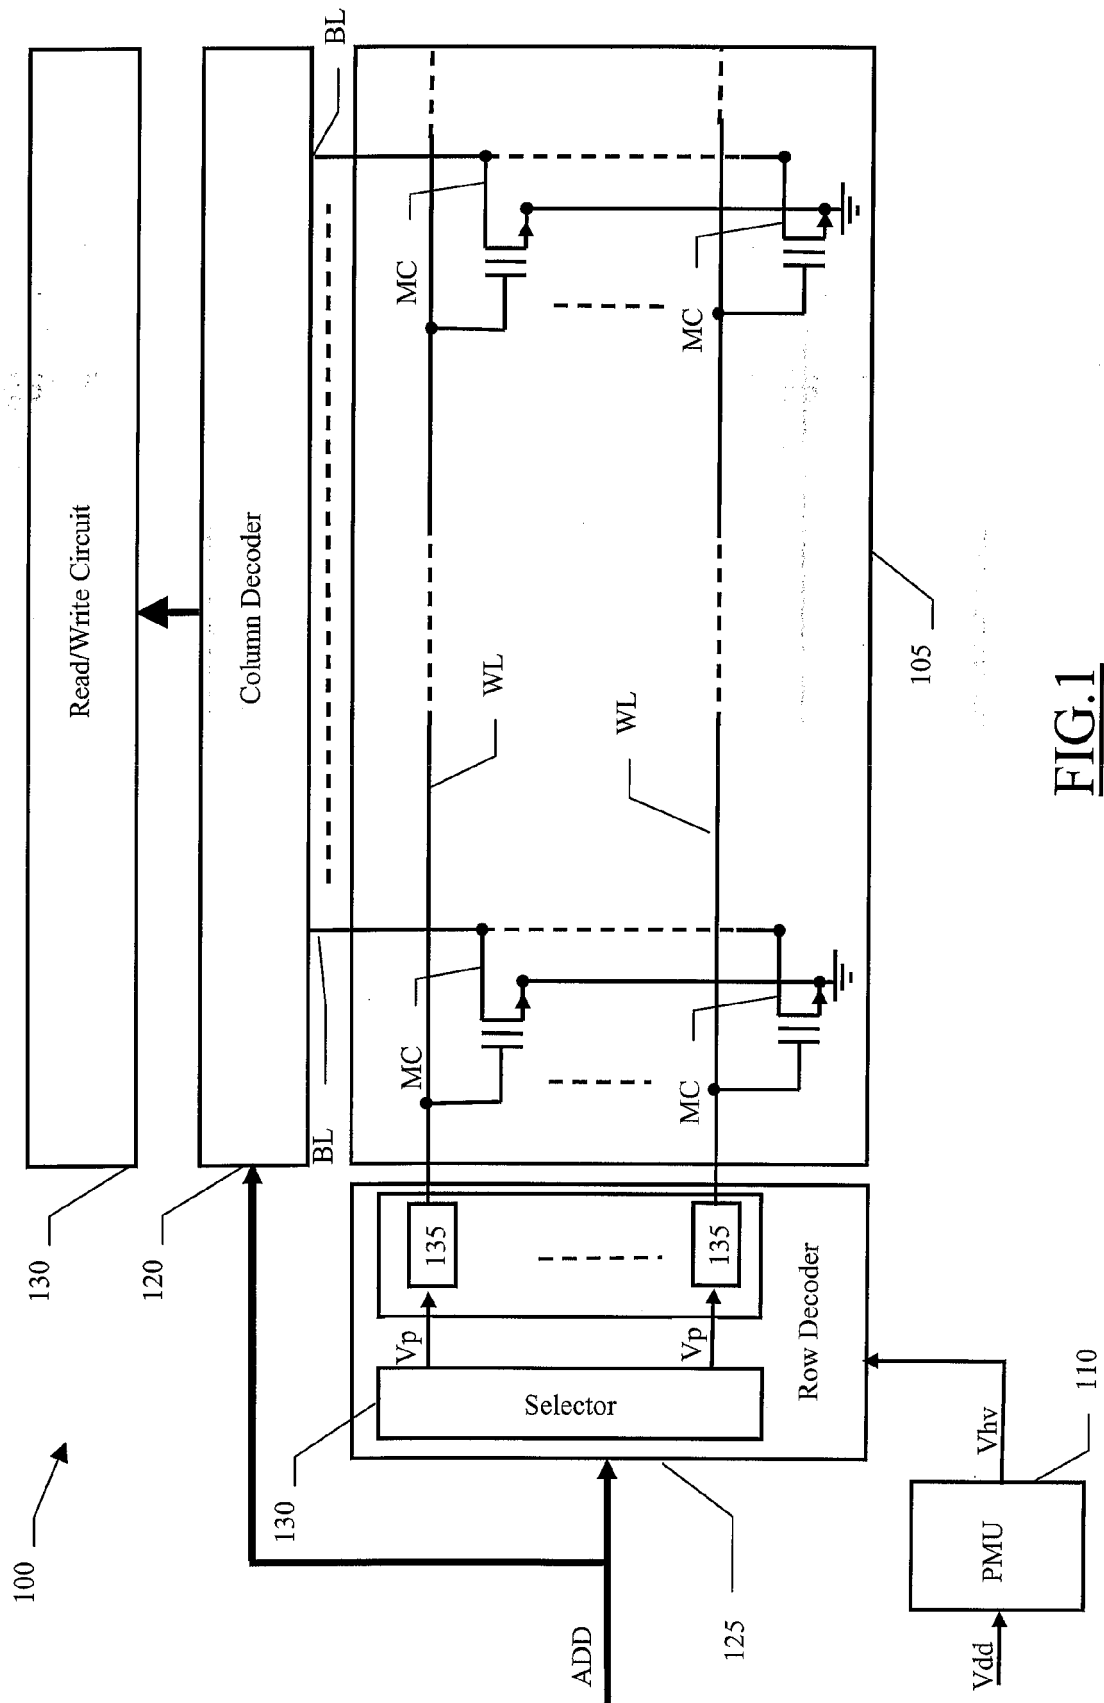 100
130
Read/Write Circuit
120
Column Decoder
BL
BL
ADD
125
130
Selector
Vp
Vp
135
135
Row Decoder
MC
MC
MC
MC
WL
WL
105
Vdd
PMU
Vhv
110
FIG.1